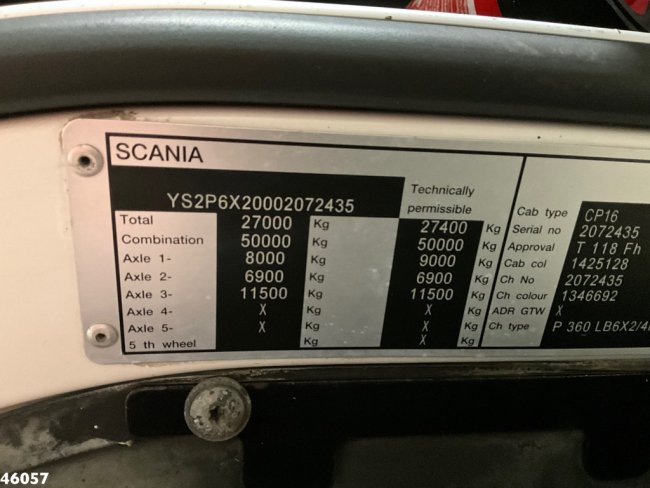 SCANIA
YS2P6X20002072435
Technically
permissible
Total 27000 Kg 27400 Kg
Combination 50000 Kg 50000 Kg
Axle 1- 8000 Kg 9000 Kg
Axle 2- 6900 Kg 6900 Kg
Axle 3- 11500 Kg 11500 Kg
Axle 4- X Kg X Kg
Axle 5- X Kg X Kg
5 th wheel X Kg X Kg
Cab type CP16
Serial no 2072435
Approval T 118 Fh
Cab col 1425128
Ch No 2072435
Ch colour 1346692
ADR GTW X
Ch type P 360 LB6X2/4
46057